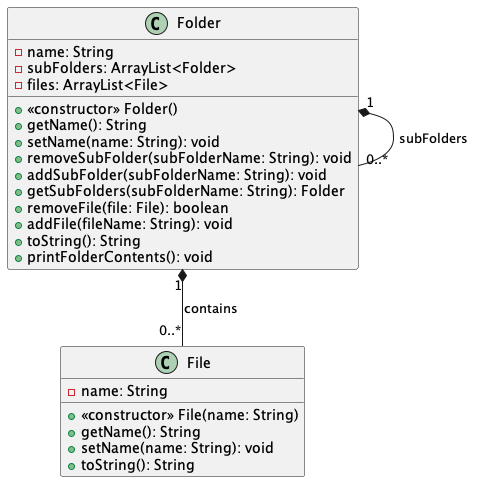 C Folder
name: String
subFolders: ArrayList<Folder>
files: ArrayList<File>
«constructor» Folder()
getName(): String
setName(name: String): void
removeSubFolder(subFolderName: String): void
addSubFolder(subFolderName: String): void
getSubFolders(subFolderName: String): Folder
removeFile(file: File): boolean
addFile(fileName: String): void
toString(): String
printFolderContents(): void
1
subFolders
0..*
1
contains
0..*
C File
name: String
«constructor» File(name: String)
getName(): String
setName(name: String): void
toString(): String